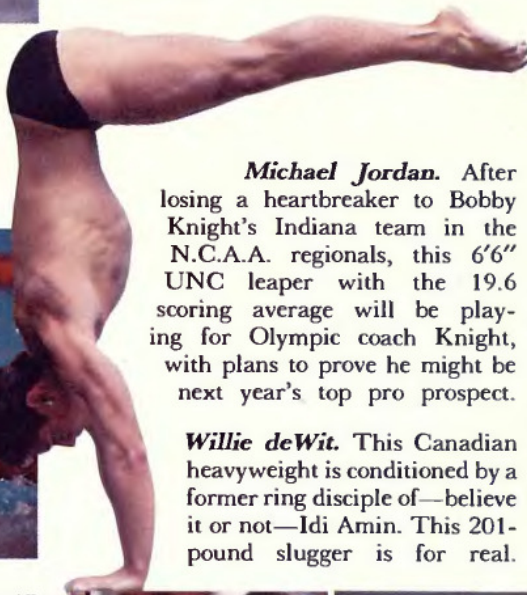 Michael Jordan. After
losing a heartbreaker to Bobby
Knight's Indiana team in the
N.C.A.A. regionals, this 6'6"
UNC leaper with the 19.6
scoring average will be play-
ing for Olympic coach Knight,
with plans to prove he might be
next year's top pro prospect.
Willie deWit. This Canadian
heavyweight is conditioned by a
former ring disciple of—believe
it or not—Idi Amin. This 201-
pound slugger is for real.